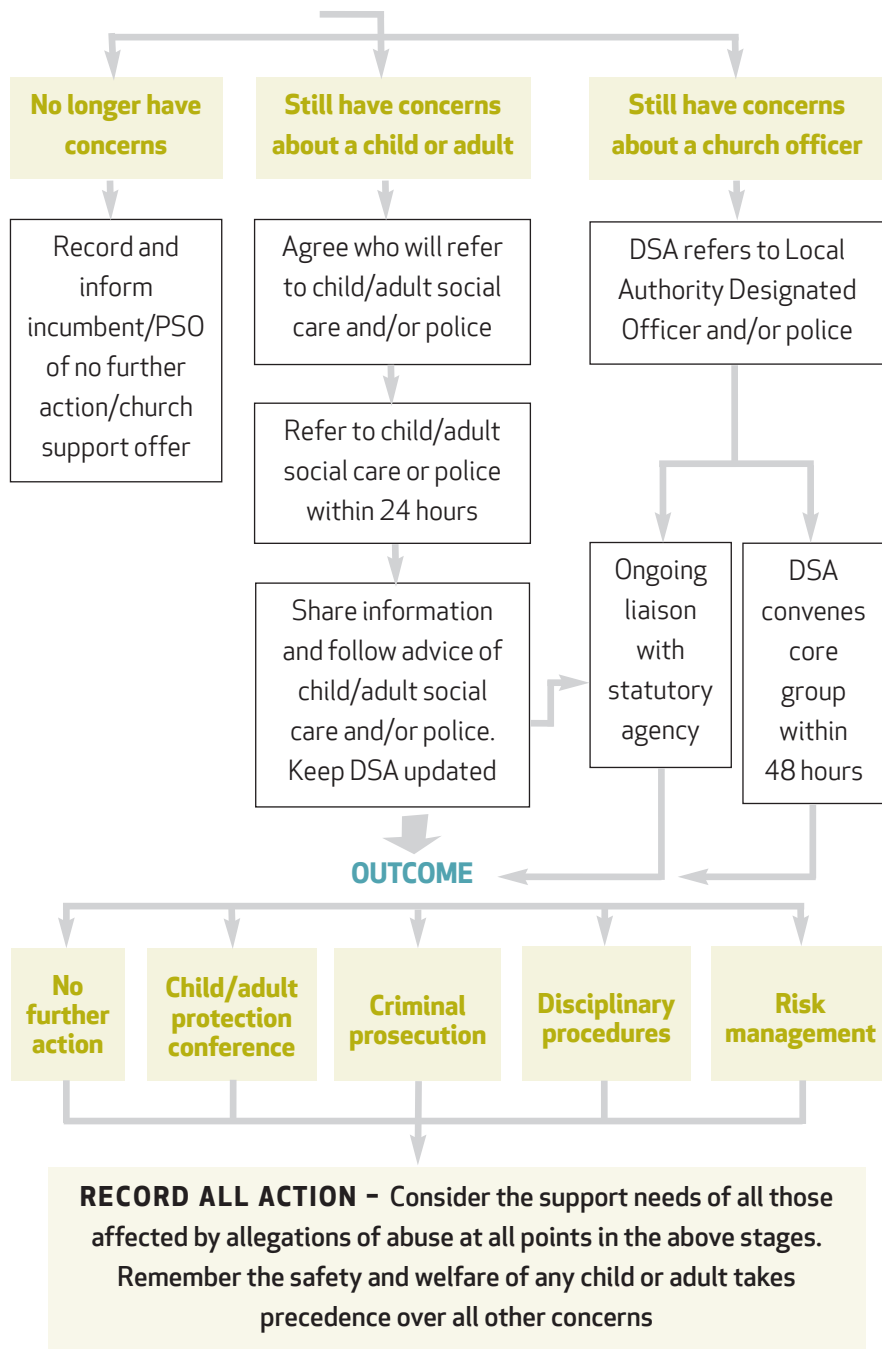 No longer have
concerns
Still have concerns
about a child or adult
Still have concerns
about a church officer
Record and
inform
incumbent/PSO
of no further
action/church
support offer
Agree who will refer
to child/adult social
care and/or police
DSA refers to Local
Authority Designated
Officer and/or police
Refer to child/adult
social care or police
within 24 hours
Share information
and follow advice of
child/adult social
care and/or police.
Keep DSA updated
Ongoing
liaison
with
statutory
agency
DSA
convenes
core
group
within
48 hours
OUTCOME
No
further
action
Child/adult
protection
conference
Criminal
prosecution
Disciplinary
procedures
Risk
management
RECORD ALL ACTION – Consider the support needs of all those
affected by allegations of abuse at all points in the above stages.
Remember the safety and welfare of any child or adult takes
precedence over all other concerns